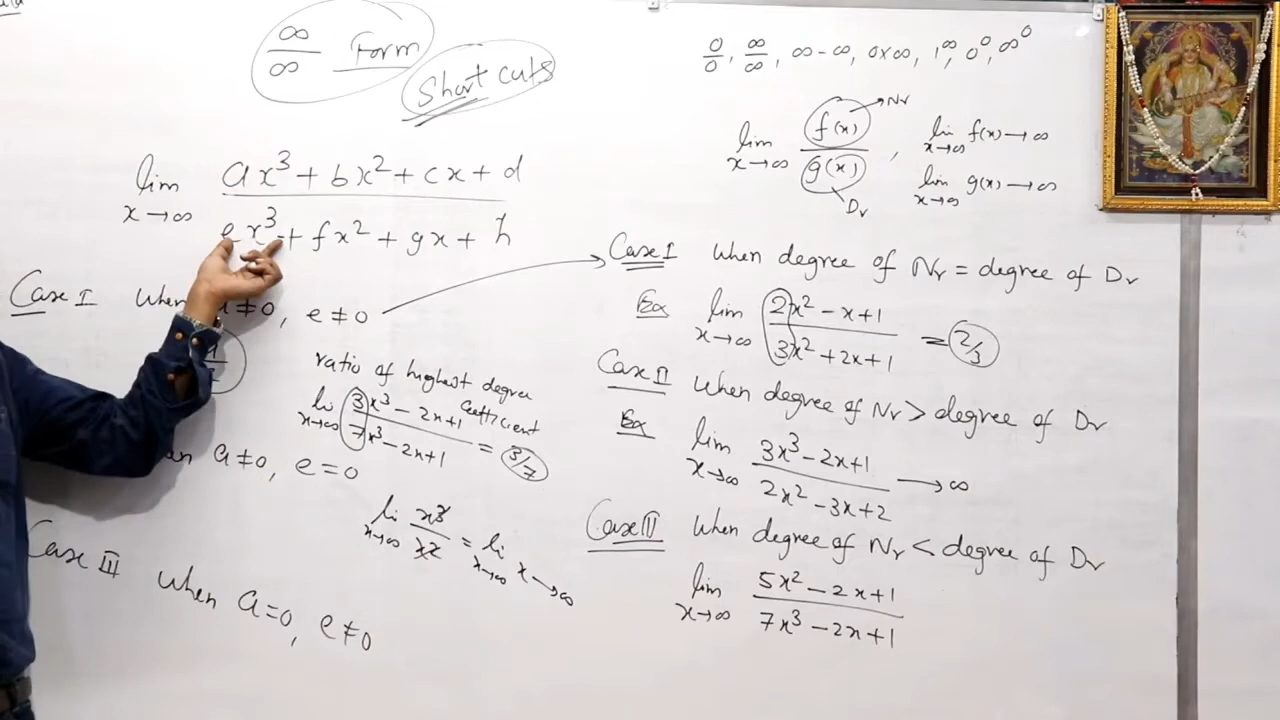 ∞/∞ Form
Short cuts
lim x→∞ (ax³ + bx² + cx + d)/(ex³ + fx² + gx + h)
Case I When a ≠ 0, e ≠ 0
ratio of highest degree
coefficient
lim x→∞ (3x³ − 2x+1)/(7x³ − 2x+1) = 3/7
a ≠ 0, e = 0
li x→∞ x³/x² = li x→∞ x → ∞
Case III When a=0, e≠0
0/0, ∞/∞, ∞−∞, 0×∞, 1^∞, 0⁰, ∞⁰
lim x→∞ f(x)/g(x), lim x→∞ f(x) → ∞
Nr
lim x→∞ g(x) → ∞
Dr
Case I When degree of Nr = degree of Dr
Ex lim x→∞ (2x² − x+1)/(3x² + 2x+1) = 2/3
Case II When degree of Nr > degree of Dr
Ex lim x→∞ (3x³ − 2x+1)/(2x² − 3x+2) → ∞
Case III When degree of Nr < degree of Dr
lim x→∞ (5x² − 2x+1)/(7x³ − 2x+1)